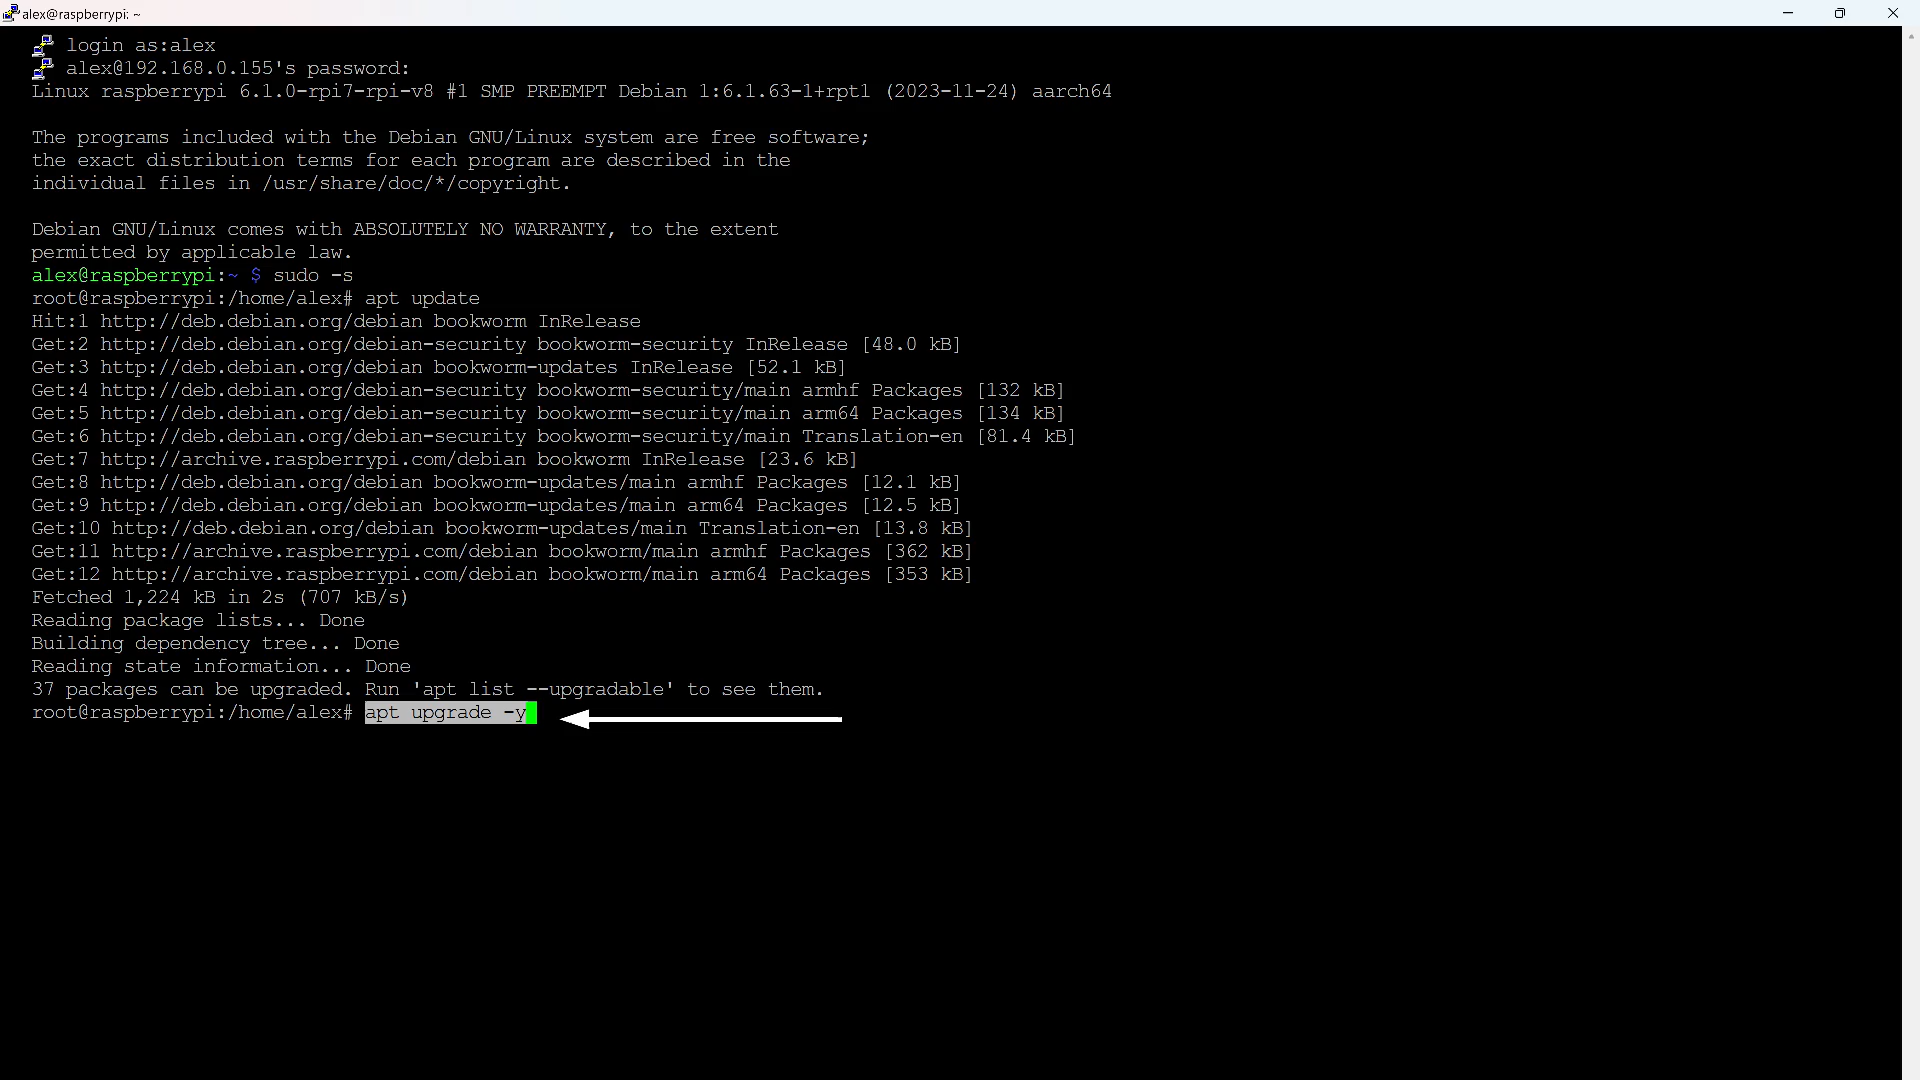 alex@raspberrypi: ~
login as:alex
alex@192.168.0.155's password:
Linux raspberrypi 6.1.0-rpi7-rpi-v8 #1 SMP PREEMPT Debian 1:6.1.63-1+rpt1 (2023-11-24) aarch64
The programs included with the Debian GNU/Linux system are free software;
the exact distribution terms for each program are described in the
individual files in /usr/share/doc/*/copyright.
Debian GNU/Linux comes with ABSOLUTELY NO WARRANTY, to the extent
permitted by applicable law.
alex@raspberrypi:~ $ sudo -s
root@raspberrypi:/home/alex# apt update
Hit:1 http://deb.debian.org/debian bookworm InRelease
Get:2 http://deb.debian.org/debian-security bookworm-security InRelease [48.0 kB]
Get:3 http://deb.debian.org/debian bookworm-updates InRelease [52.1 kB]
Get:4 http://deb.debian.org/debian-security bookworm-security/main armhf Packages [132 kB]
Get:5 http://deb.debian.org/debian-security bookworm-security/main arm64 Packages [134 kB]
Get:6 http://deb.debian.org/debian-security bookworm-security/main Translation-en [81.4 kB]
Get:7 http://archive.raspberrypi.com/debian bookworm InRelease [23.6 kB]
Get:8 http://deb.debian.org/debian bookworm-updates/main armhf Packages [12.1 kB]
Get:9 http://deb.debian.org/debian bookworm-updates/main arm64 Packages [12.5 kB]
Get:10 http://deb.debian.org/debian bookworm-updates/main Translation-en [13.8 kB]
Get:11 http://archive.raspberrypi.com/debian bookworm/main armhf Packages [362 kB]
Get:12 http://archive.raspberrypi.com/debian bookworm/main arm64 Packages [353 kB]
Fetched 1,224 kB in 2s (707 kB/s)
Reading package lists... Done
Building dependency tree... Done
Reading state information... Done
37 packages can be upgraded. Run 'apt list --upgradable' to see them.
root@raspberrypi:/home/alex# apt upgrade -y